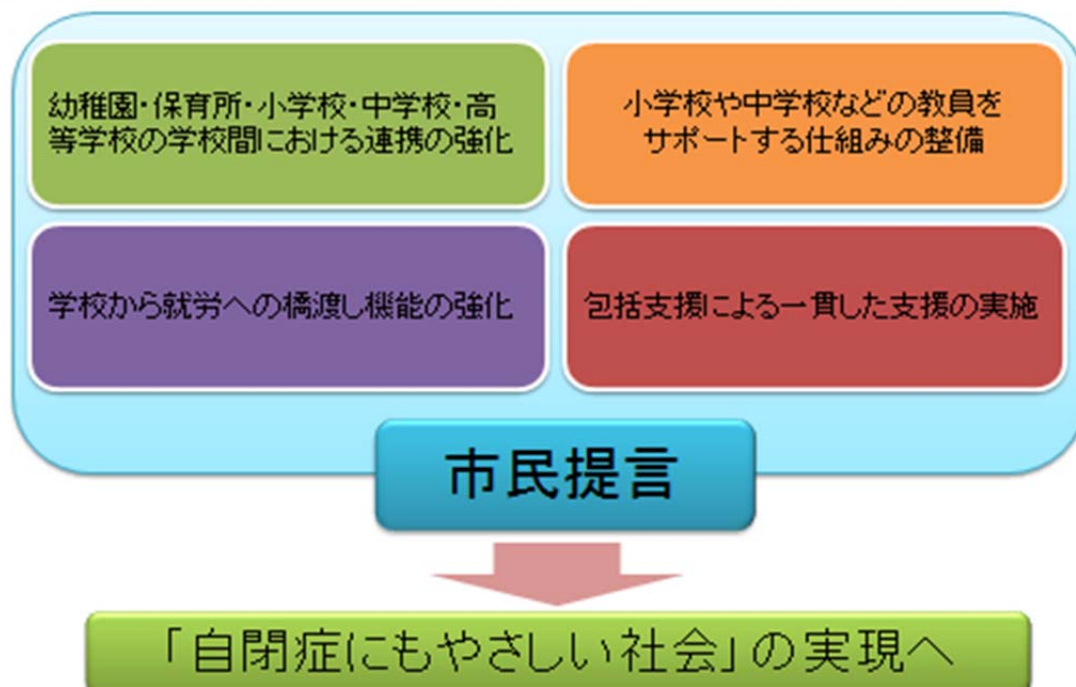 幼稚園・保育所・小学校・中学校・高
等学校の学校間における連携の強化
小学校や中学校などの教員を
サポートする仕組みの整備
学校から就労への橋渡し機能の強化
包括支援による一貫した支援の実施
市民提言
「自閉症にもやさしい社会」の実現へ